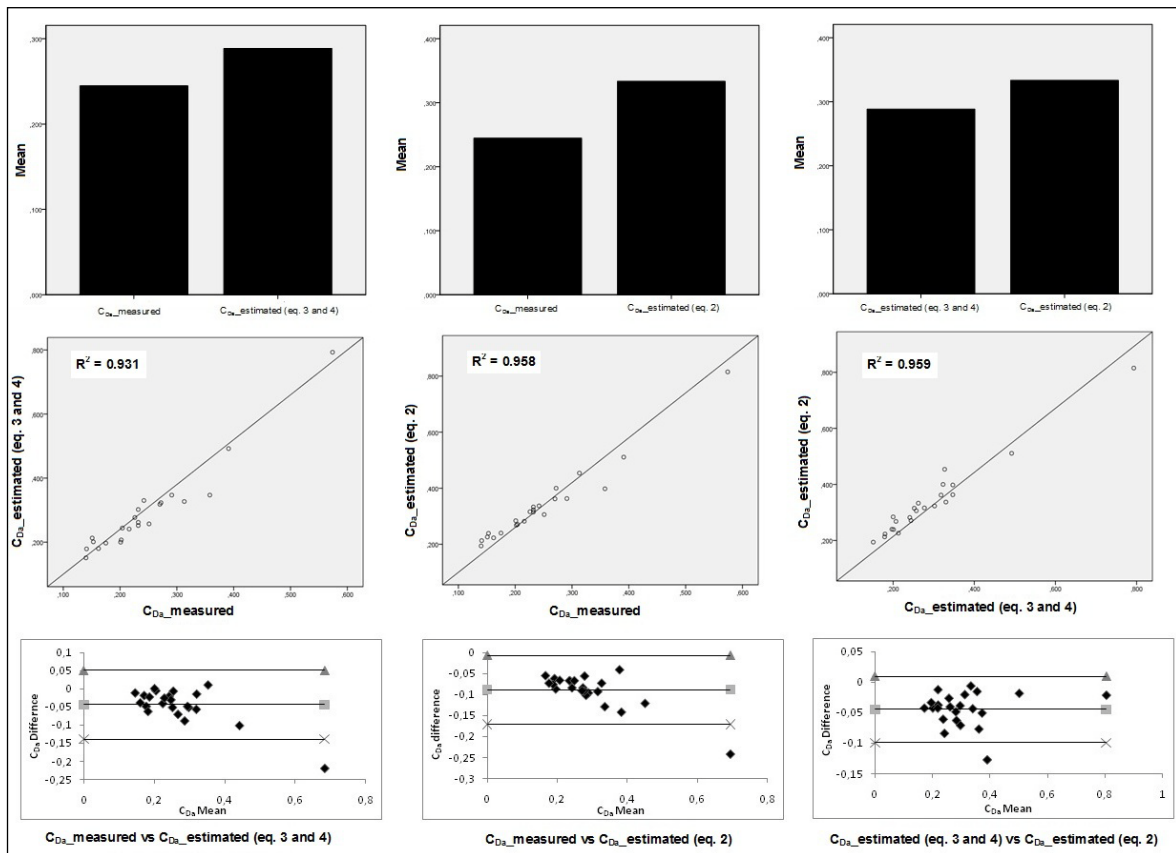 Mean
,300
,200
,100
,000
C_Da_measured
C_Da_estimated (eq. 3 and 4)
Mean
,400
,300
,200
,100
,000
C_Da_measured
C_Da_estimated (eq. 2)
Mean
,400
,300
,200
,100
,000
C_Da_estimated (eq. 3 and 4)
C_Da_estimated (eq. 2)
C_Da_estimated (eq. 3 and 4)
R² = 0.931
,800
,600
,400
,200
,100
,200
,300
,400
,500
,600
C_Da_measured
C_Da_estimated (eq. 2)
R² = 0.958
,800
,600
,400
,200
,100
,200
,300
,400
,500
,600
C_Da_measured
C_Da_estimated (eq. 2)
R² = 0.959
,800
,600
,400
,200
,200
,400
,600
,800
C_Da_estimated (eq. 3 and 4)
C_Da Difference
0,1
0,05
0
-0,05
-0,1
-0,15
-0,2
-0,25
0
0,2
0,4
0,6
0,8
C_Da Mean
C_Da_measured vs C_Da_estimated (eq. 3 and 4)
C_Da difference
0
-0,05
-0,1
-0,15
-0,2
-0,25
-0,3
0
0,2
0,4
0,6
0,8
C_Da Mean
C_Da_measured vs C_Da_estimated (eq. 2)
C_Da Difference
0,05
0
-0,05
-0,1
-0,15
0
0,2
0,4
0,6
0,8
1
C_Da Mean
C_Da_estimated (eq. 3 and 4) vs C_Da_estimated (eq. 2)